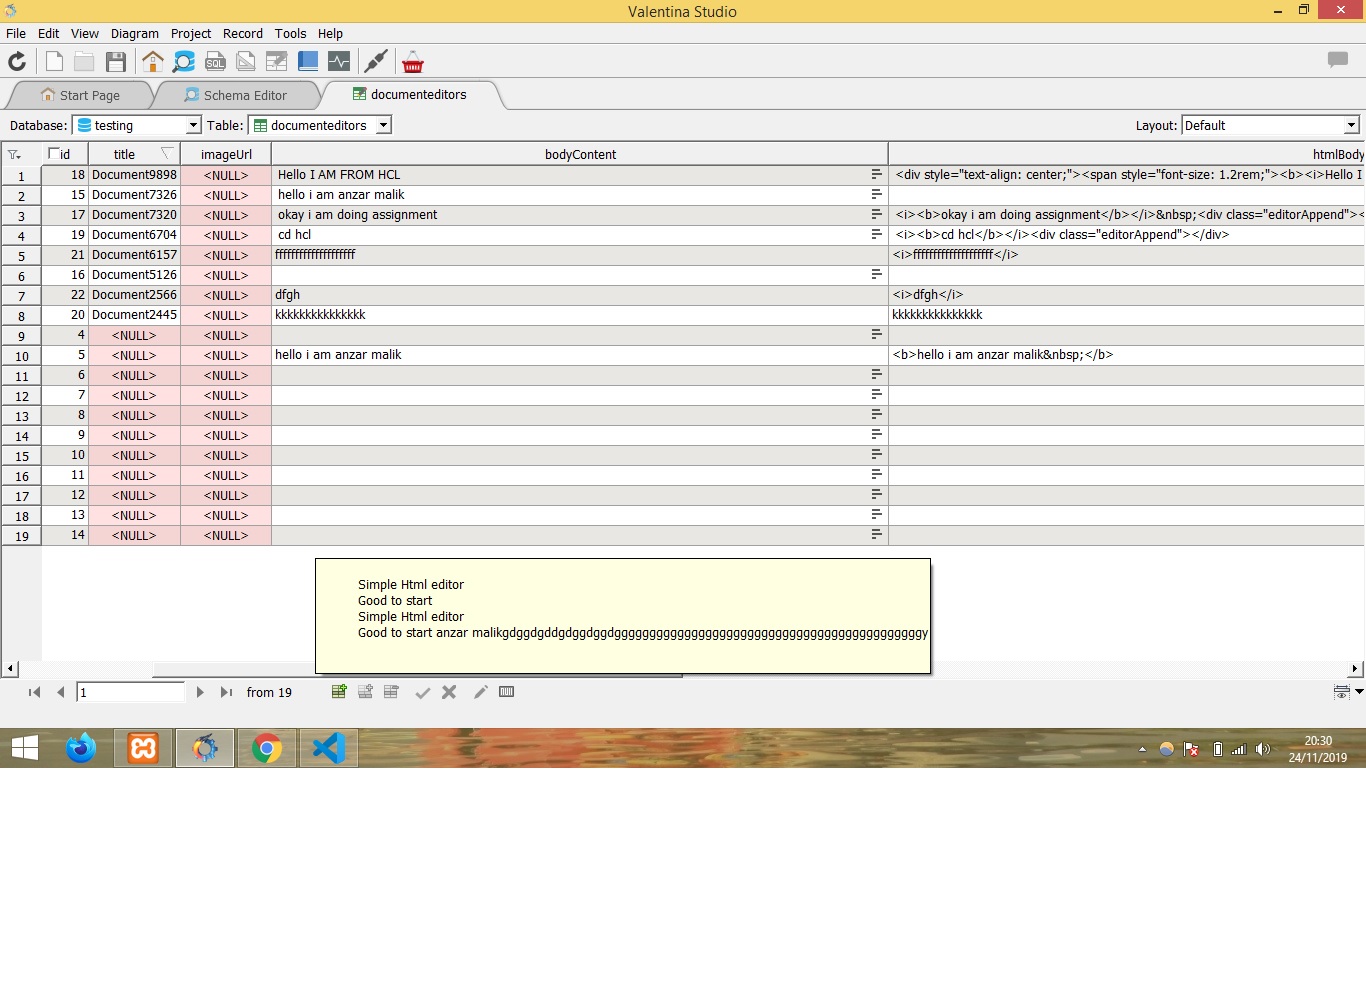 Valentina Studio
File Edit View Diagram Project Record Tools Help
SQL
Start Page Schema Editor documenteditors
Database: testing Table: documenteditors Layout: Default
id title imageUrl bodyContent htmlBody
1 18 Document9898 <NULL> Hello I AM FROM HCL <div style="text-align: center;"><span style="font-size: 1.2rem;"><b><i>Hello I
2 15 Document7326 <NULL> hello i am anzar malik
3 17 Document7320 <NULL> okay i am doing assignment <i><b>okay i am doing assignment</b></i>&nbsp;<div class="editorAppend"><
4 19 Document6704 <NULL> cd hcl <i><b>cd hcl</b></i><div class="editorAppend"></div>
5 21 Document6157 <NULL> ffffffffffffffffffff <i>ffffffffffffffffffff</i>
6 16 Document5126 <NULL>
7 22 Document2566 <NULL> dfgh <i>dfgh</i>
8 20 Document2445 <NULL> kkkkkkkkkkkkkkk kkkkkkkkkkkkkkk
9 4 <NULL> <NULL>
10 5 <NULL> <NULL> hello i am anzar malik <b>hello i am anzar malik&nbsp;</b>
11 6 <NULL> <NULL>
12 7 <NULL> <NULL>
13 8 <NULL> <NULL>
14 9 <NULL> <NULL>
15 10 <NULL> <NULL>
16 11 <NULL> <NULL>
17 12 <NULL> <NULL>
18 13 <NULL> <NULL>
19 14 <NULL> <NULL>
Simple Html editor
Good to start
Simple Html editor
Good to start anzar malikgdggdgddgdggdggdggggggggggggggggggggggggggggggggggggggggggggy
1 from 19
20:30
24/11/2019